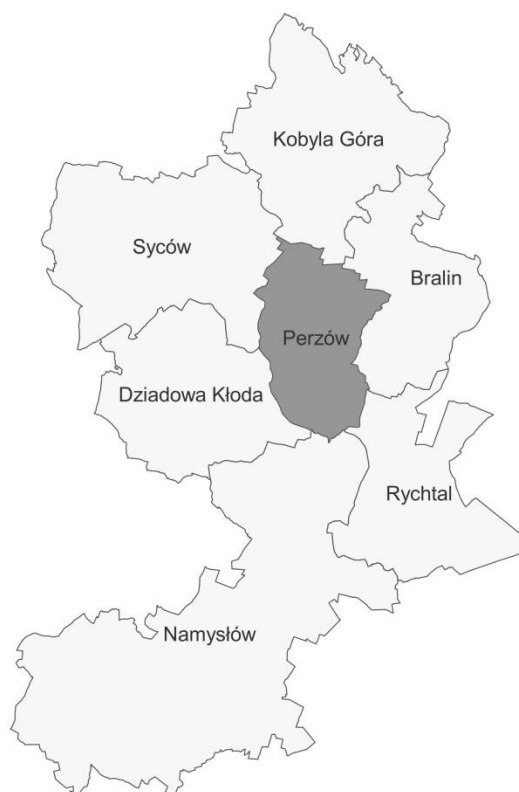 Kobyla Góra
Syców
Bralin
Perzów
Dziadowa Kłoda
Rychtal
Namysłów